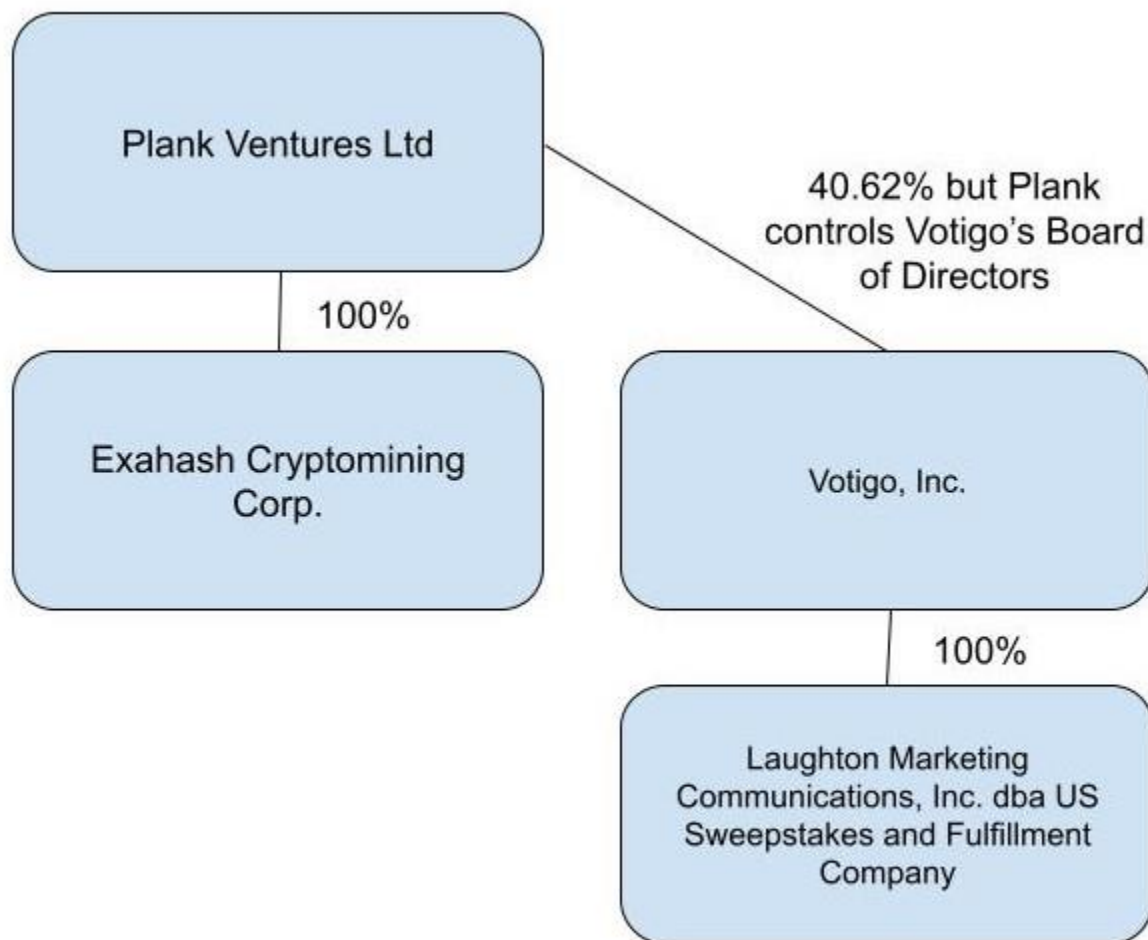 Plank Ventures Ltd
40.62% but Plank
controls Votigo's Board
of Directors
100%
Exahash Cryptomining
Corp.
Votigo, Inc.
100%
Laughton Marketing
Communications, Inc. dba US
Sweepstakes and Fulfillment
Company